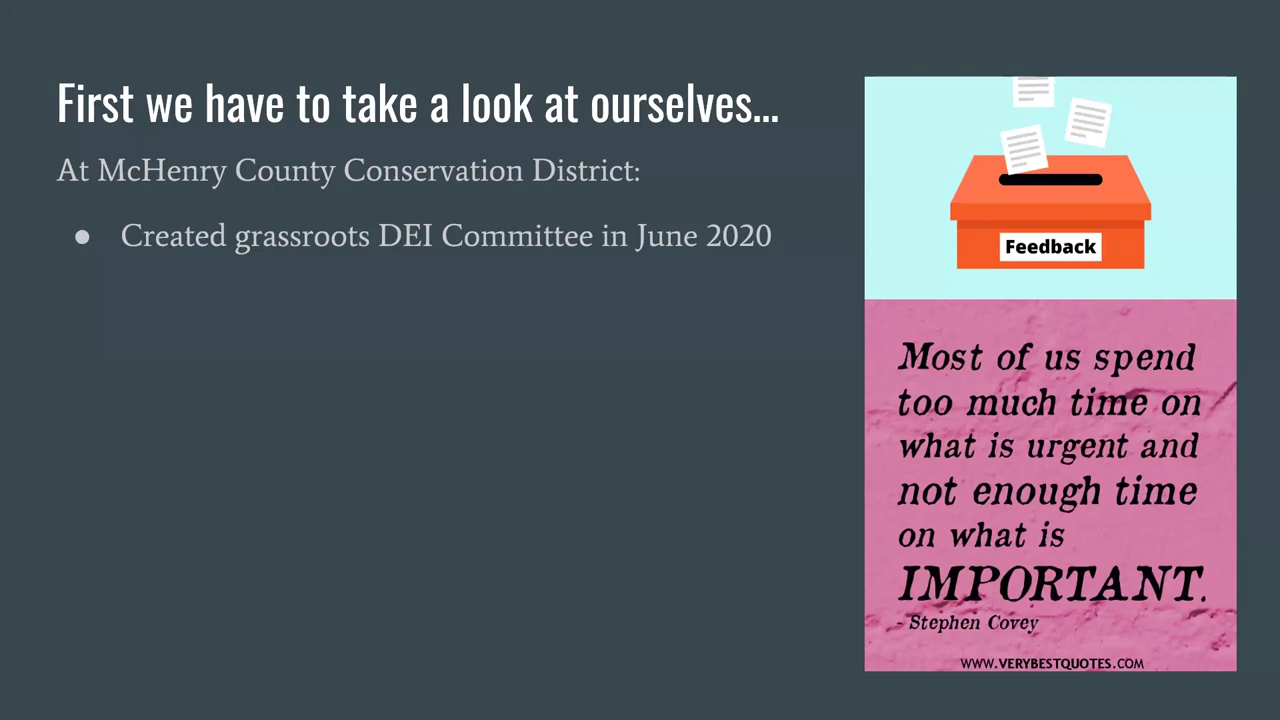 First we have to take a look at ourselves...
At McHenry County Conservation District:
● Created grassroots DEI Committee in June 2020
Feedback
Most of us spend
too much time on
what is urgent and
not enough time
on what is
IMPORTANT.
- Stephen Covey
WWW.VERYBESTQUOTES.COM